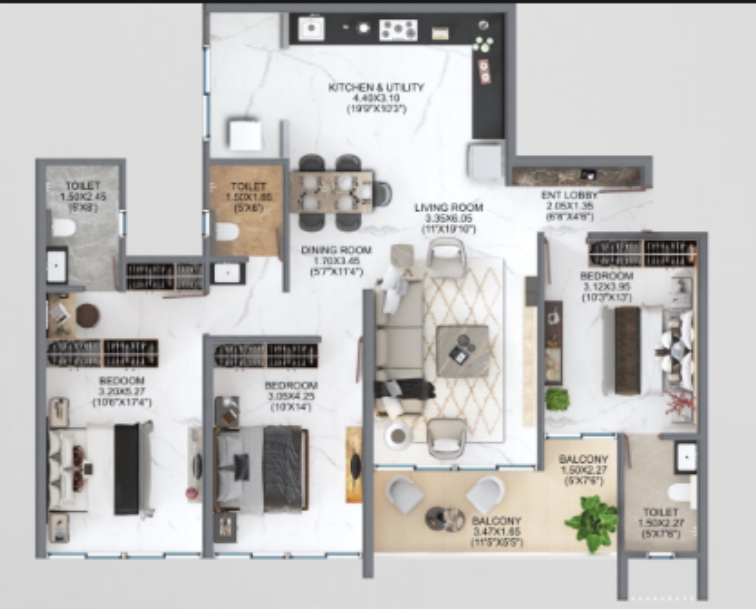 KITCHEN & UTILITY
4.40X3.10
(19'9"X10'3")
TOILET
1.50X2.45
(5'X8')
TOILET
1.50X1.85
(5'X6')
ENT LOBBY
2.05X1.35
(6'8"X4'6")
LIVING ROOM
3.35X6.05
(11'X19'10")
DINING ROOM
1.70X3.45
(5'7"X11'4")
BEDROOM
3.12X3.95
(10'3"X13')
BEDOOM
3.20X5.27
(10'6"X17'4")
BEDROOM
3.05X4.25
(10'X14')
BALCONY
1.50X2.27
(5'X7'6")
BALCONY
3.47X1.65
(11'5"X5'5")
TOILET
1.50X2.27
(5'X7'6")